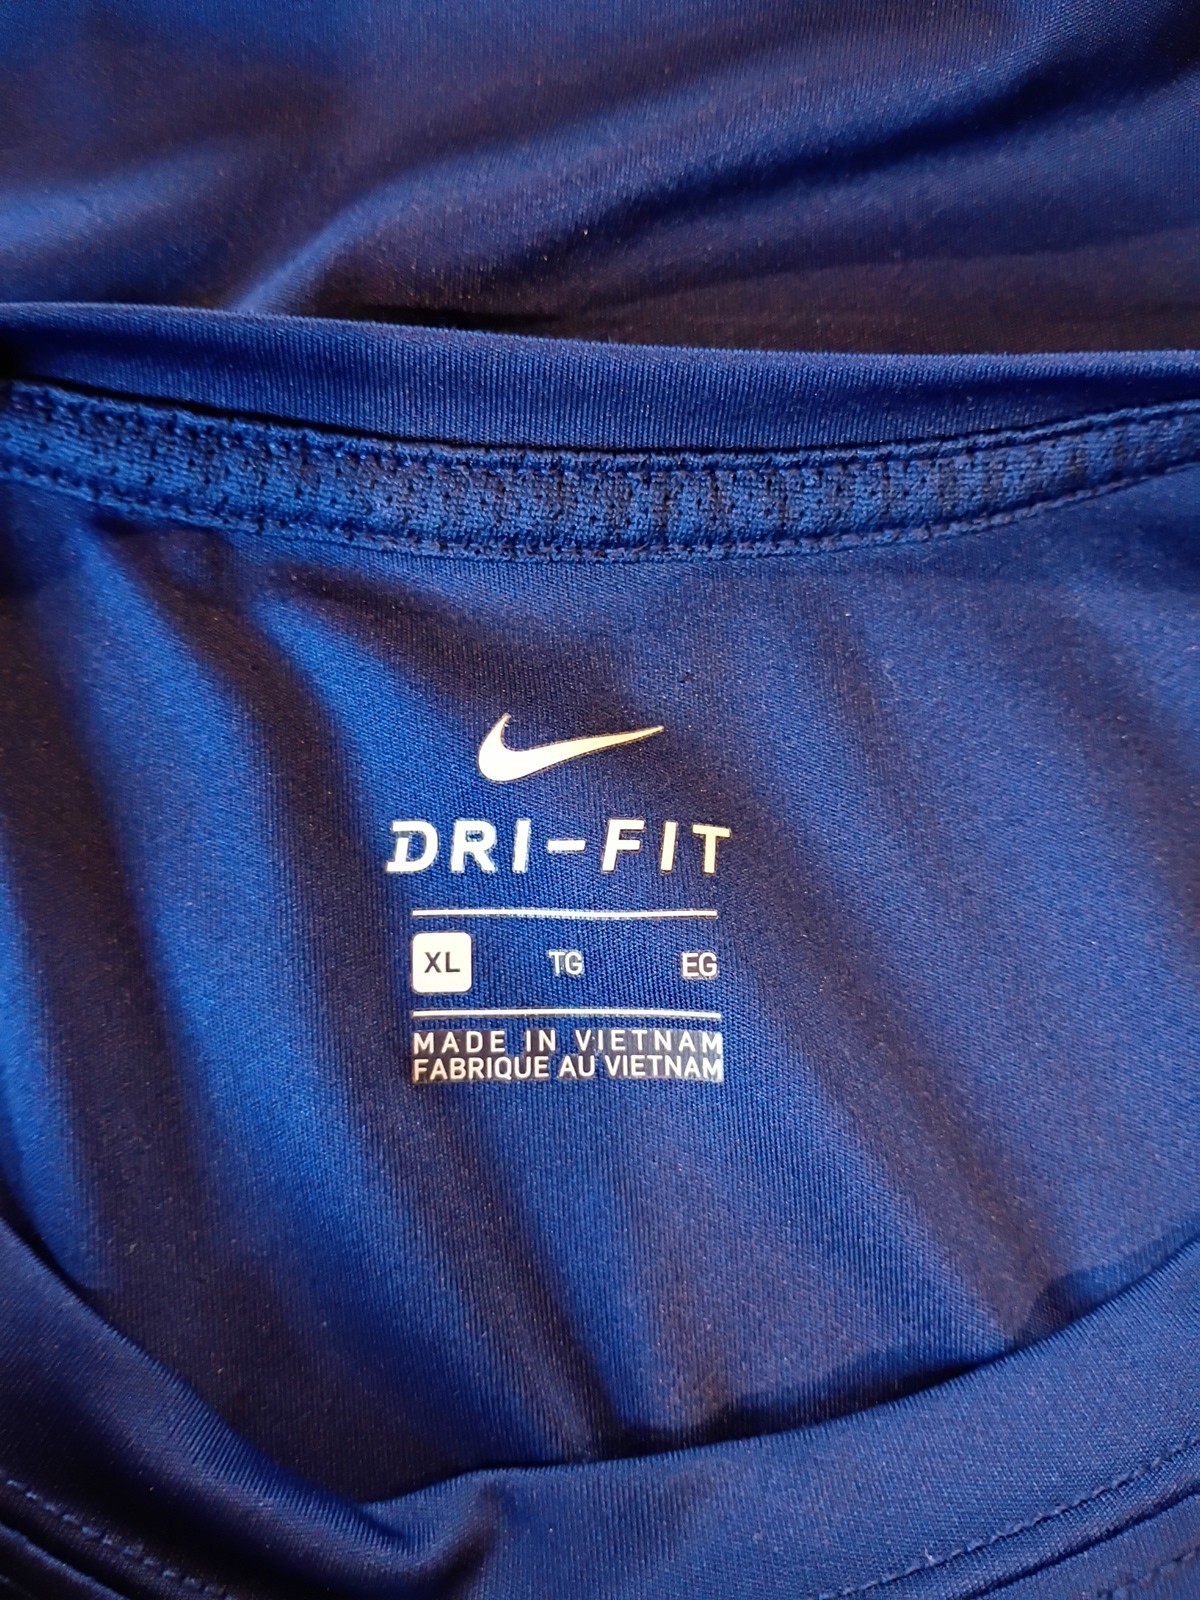 DRI-FIT
XL TG EG
MADE IN VIETNAM
FABRIQUE AU VIETNAM